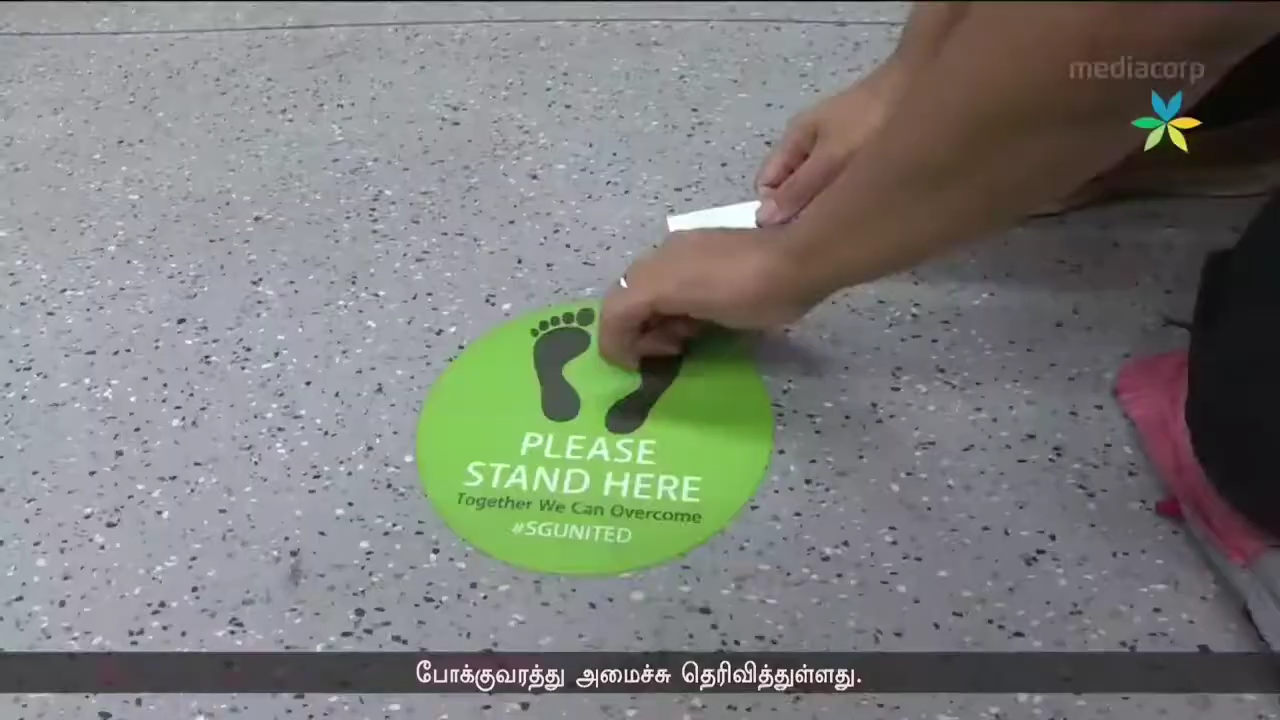 mediacorp
PLEASE
STAND HERE
Together We Can Overcome
#SGUNITED
போக்குவரத்து அமைச்சு தெரிவித்துள்ளது.